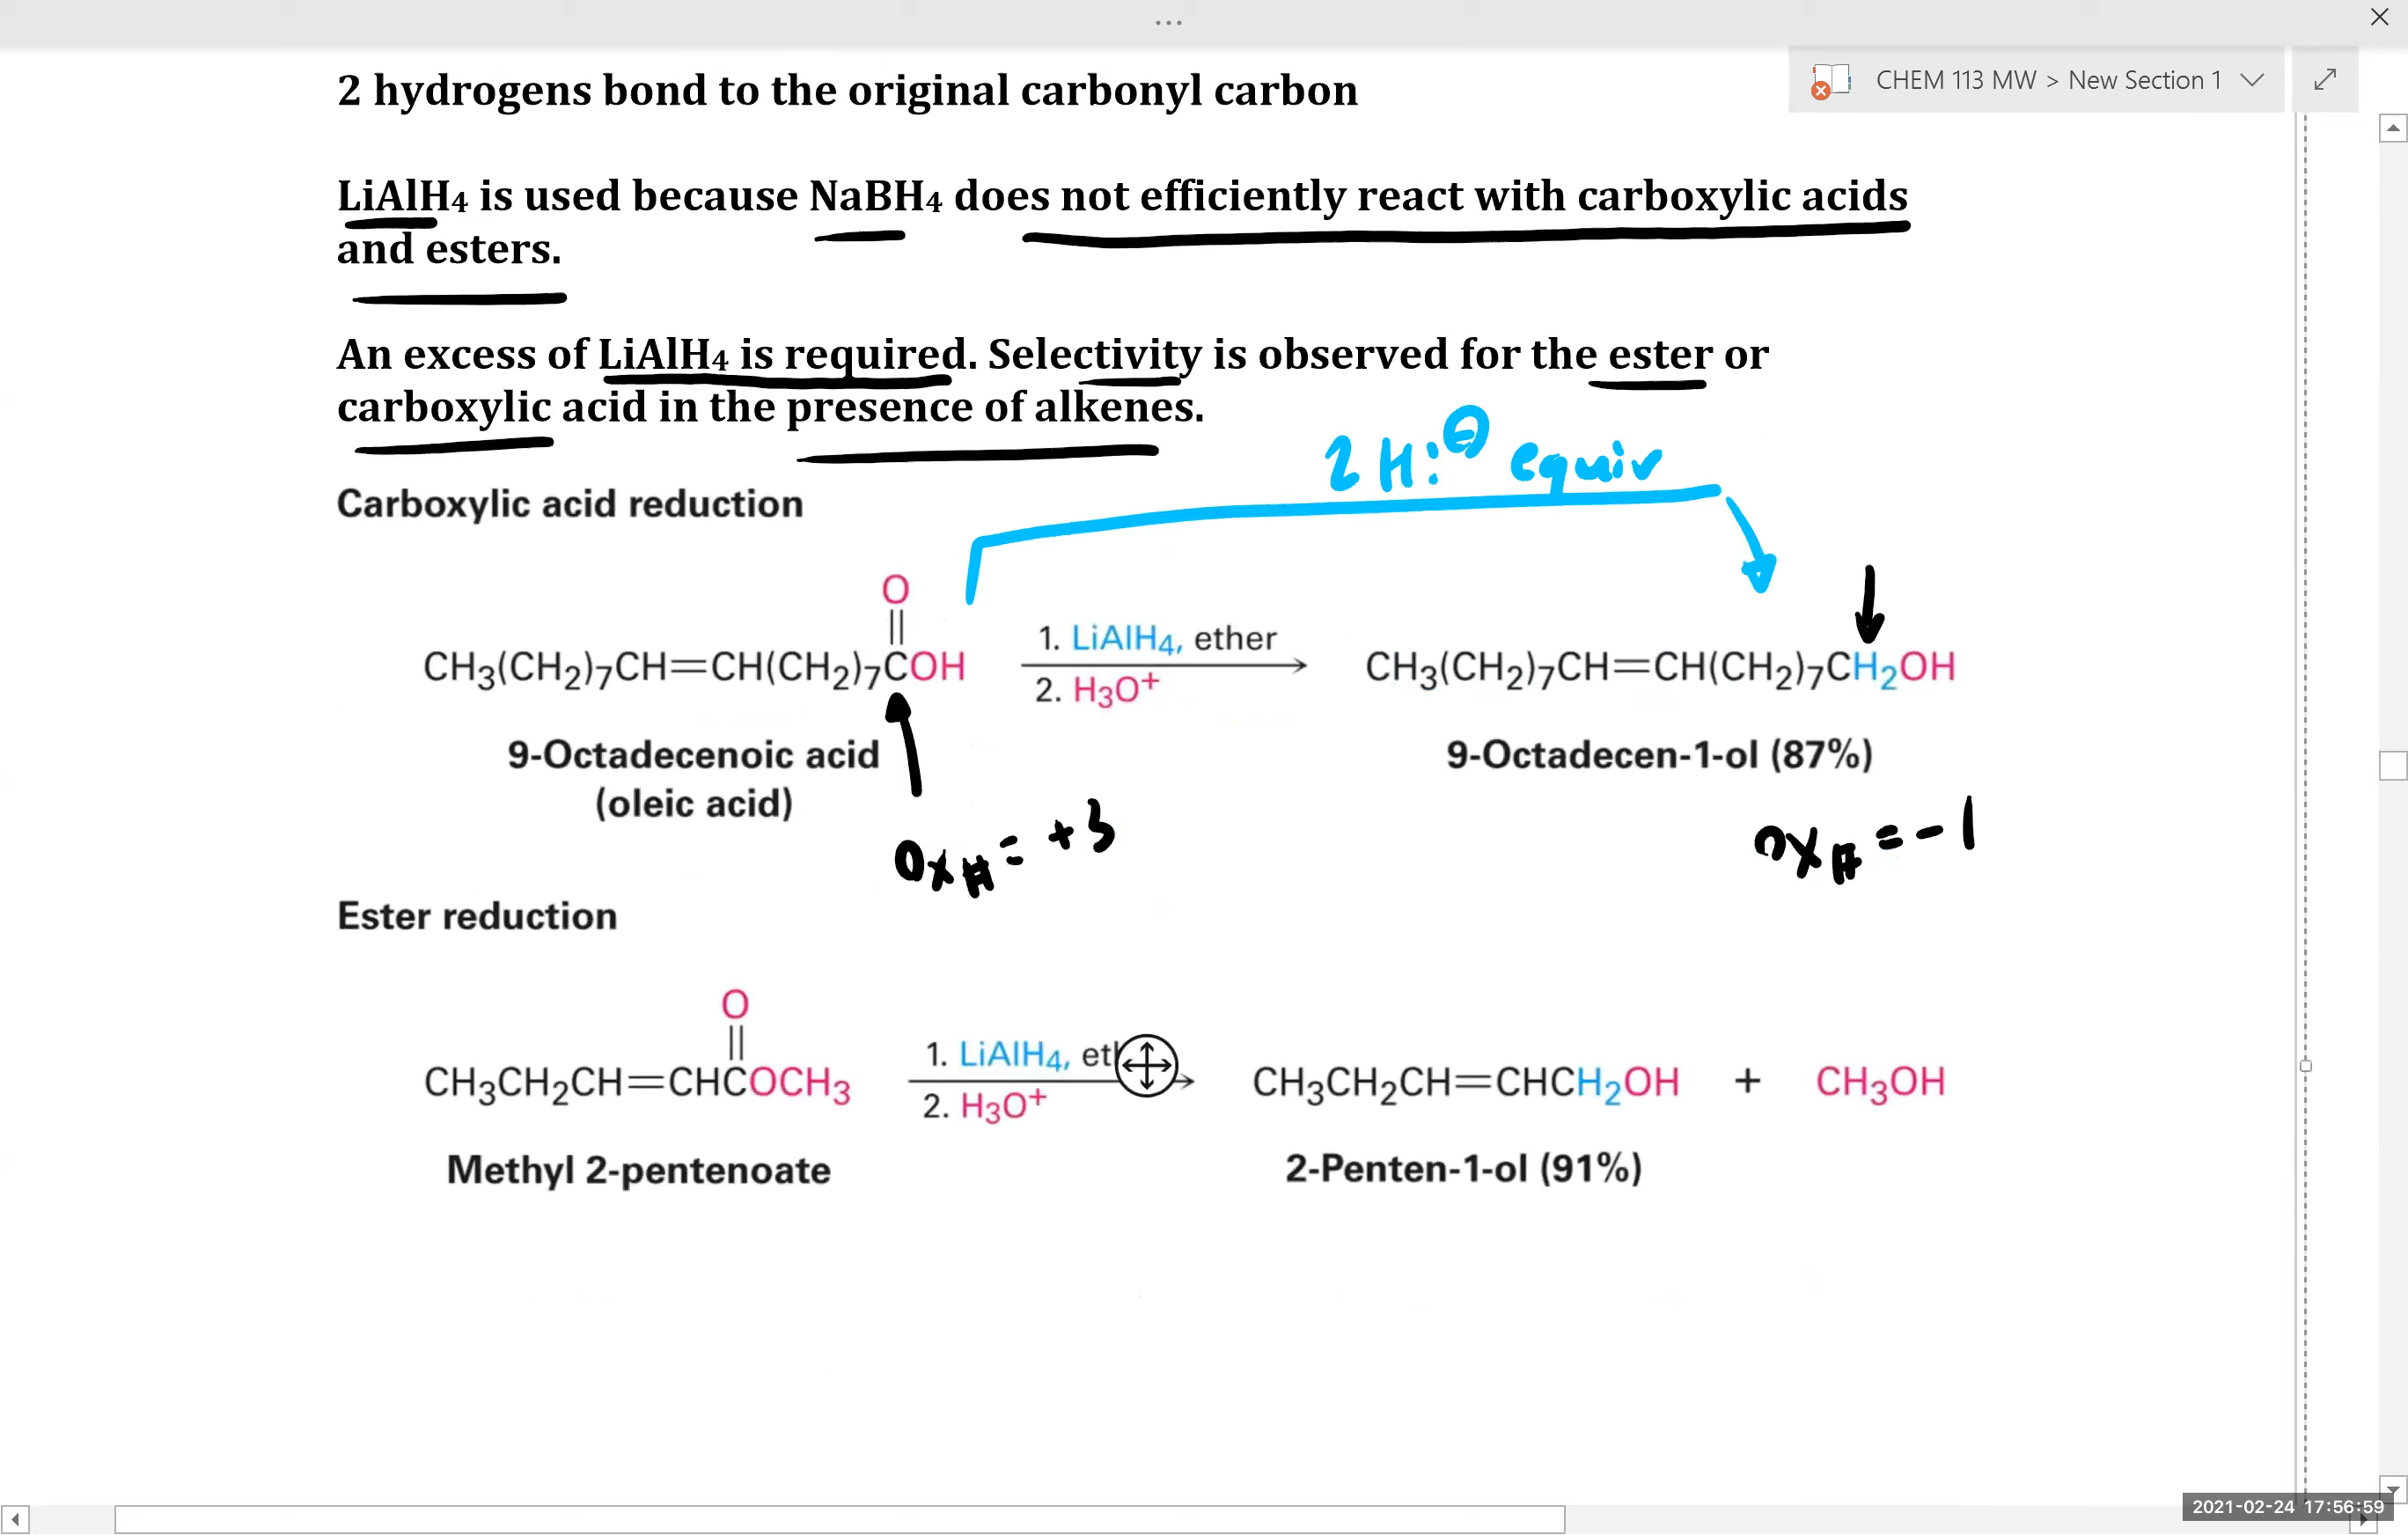 ...
CHEM 113 MW > New Section 1
2 hydrogens bond to the original carbonyl carbon
LiAlH4 is used because NaBH4 does not efficiently react with carboxylic acids
and esters.
An excess of LiAlH4 is required. Selectivity is observed for the ester or
carboxylic acid in the presence of alkenes.
2 H:⊖ equiv
Carboxylic acid reduction
O
CH3(CH2)7CH=CH(CH2)7COH
1. LiAlH4, ether
2. H3O+
CH3(CH2)7CH=CH(CH2)7CH2OH
9-Octadecenoic acid
(oleic acid)
9-Octadecen-1-ol (87%)
ox # = +3
ox # = -1
Ester reduction
O
CH3CH2CH=CHCOCH3
1. LiAlH4, et
2. H3O+
CH3CH2CH=CHCH2OH + CH3OH
Methyl 2-pentenoate
2-Penten-1-ol (91%)
2021-02-24 17:56:59